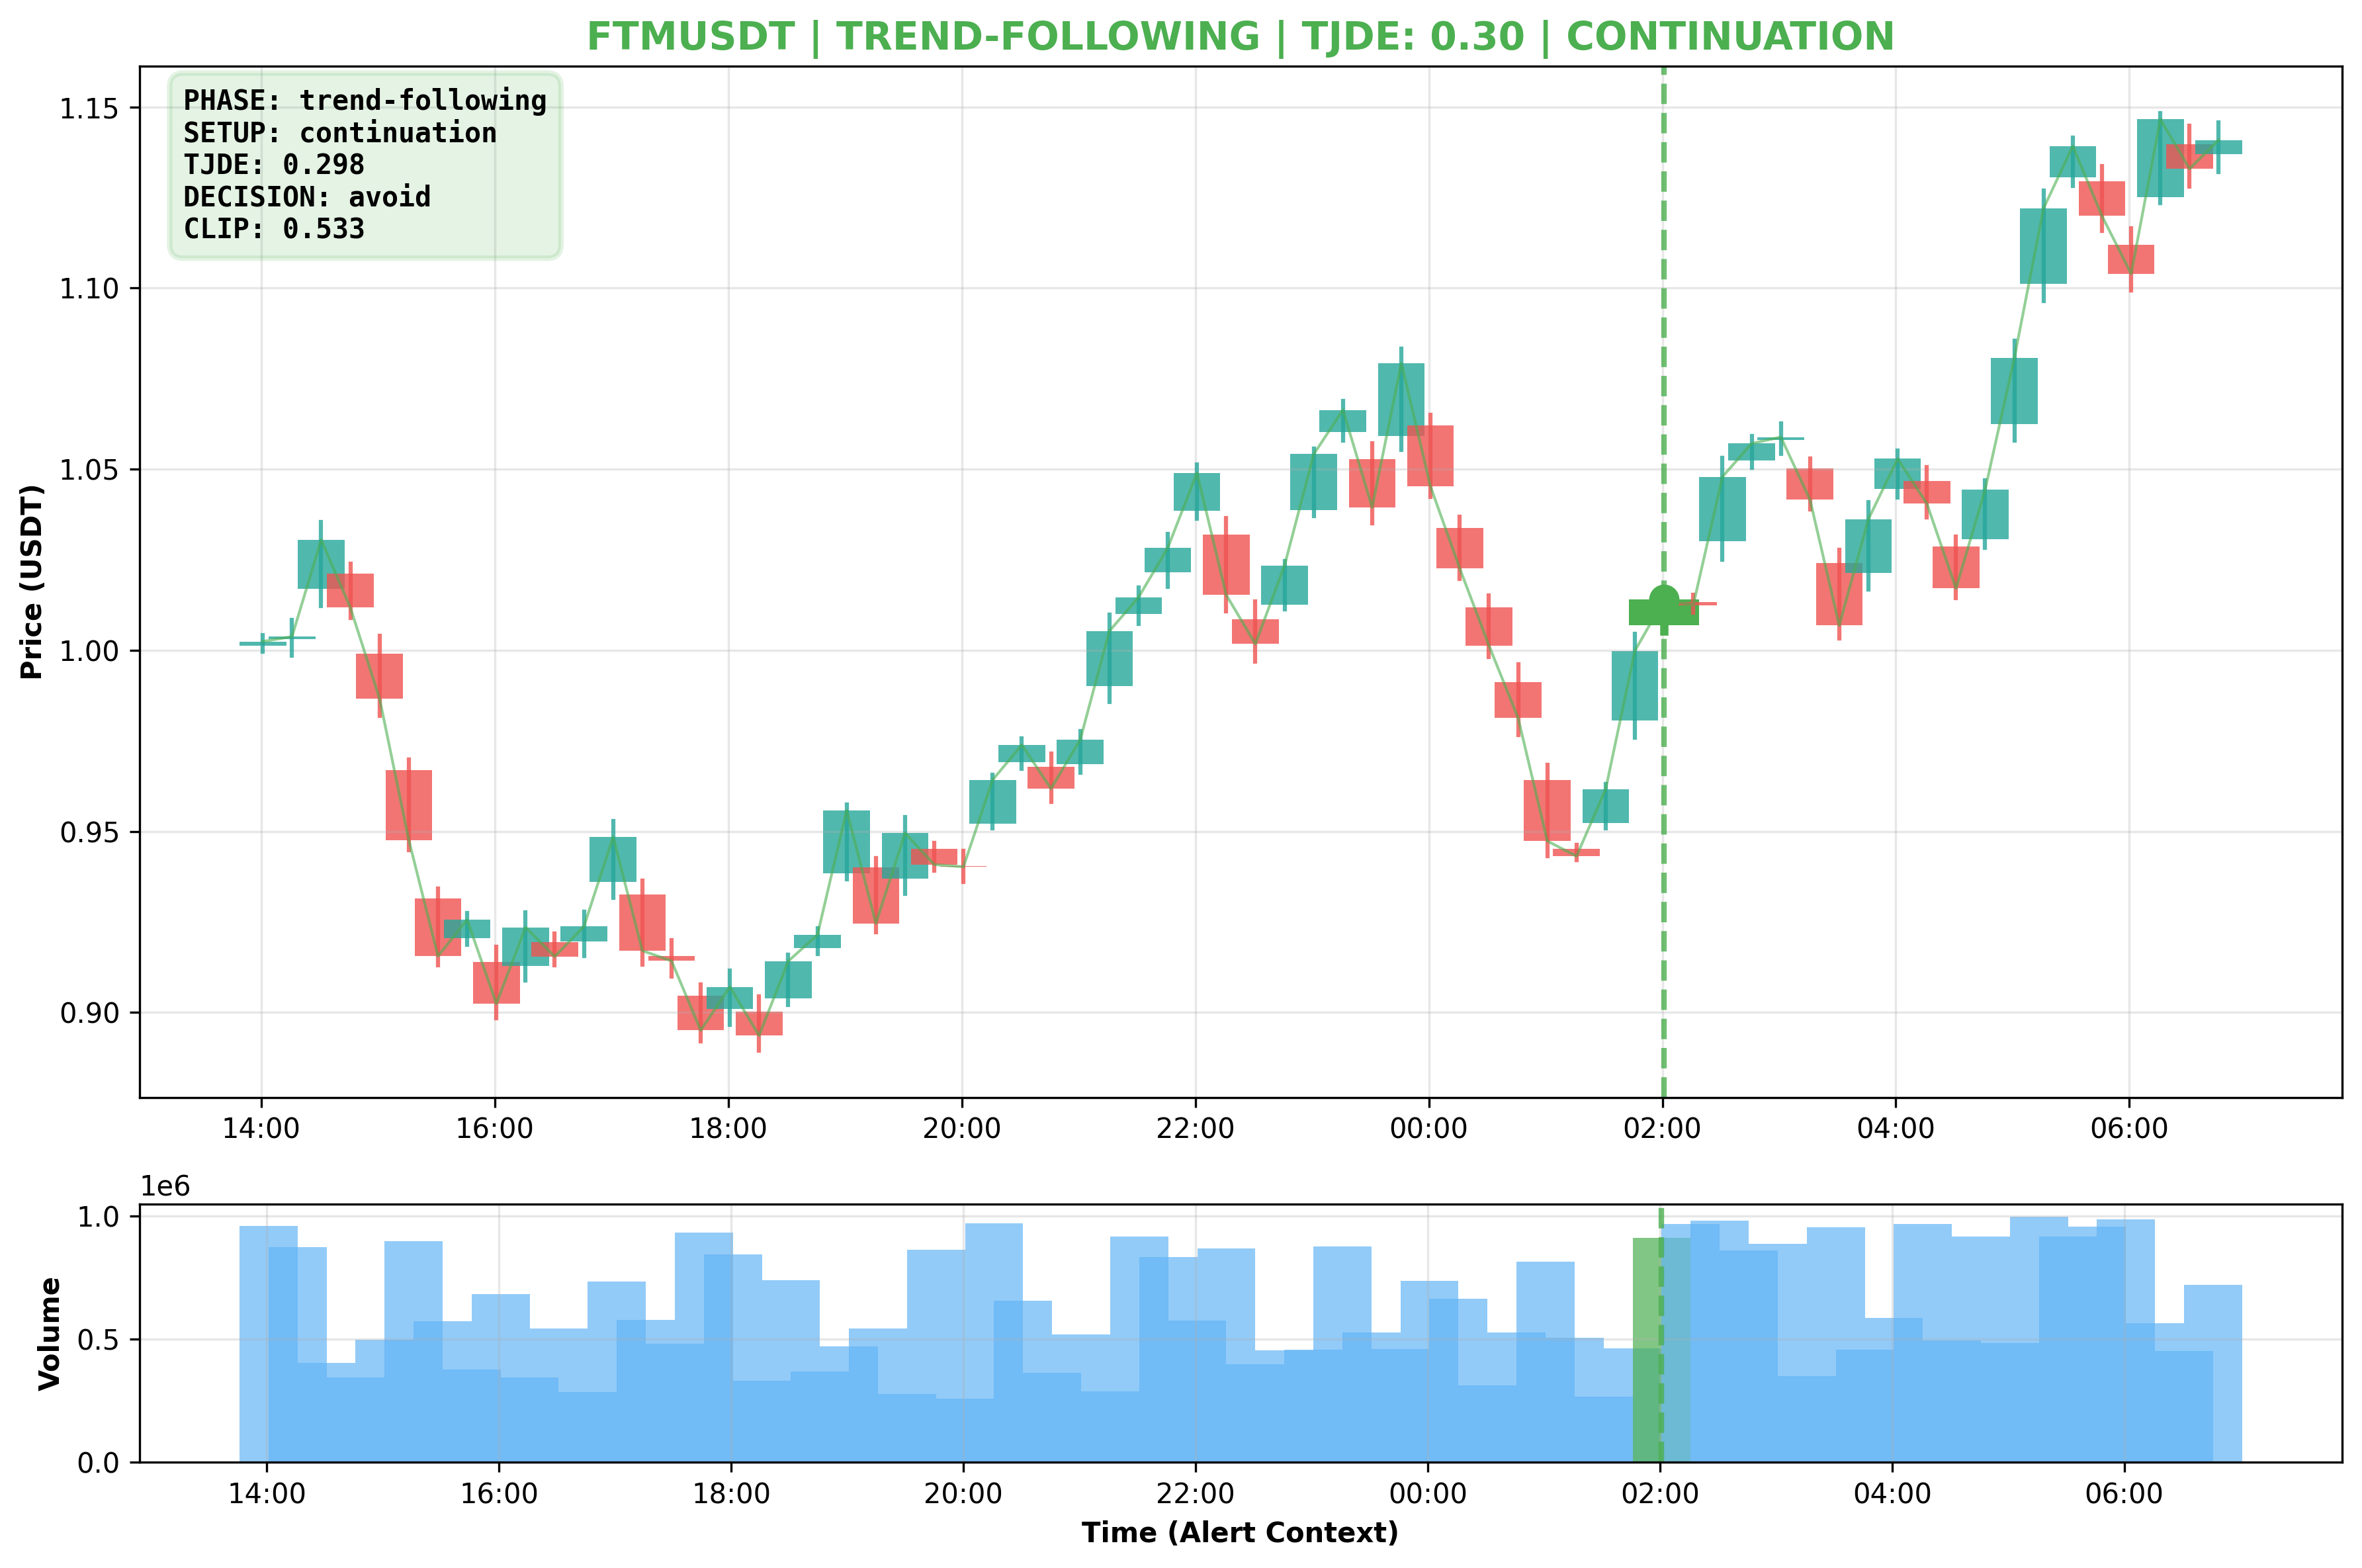 FTMUSDT | TREND-FOLLOWING | TJDE: 0.30 | CONTINUATION
PHASE: trend-following
SETUP: continuation
TJDE: 0.298
DECISION: avoid
CLIP: 0.533
Price (USDT)
1.15
1.10
1.05
1.00
0.95
0.90
14:00 16:00 18:00 20:00 22:00 00:00 02:00 04:00 06:00
1e6
Volume
1.0
0.5
0.0
14:00 16:00 18:00 20:00 22:00 00:00 02:00 04:00 06:00
Time (Alert Context)